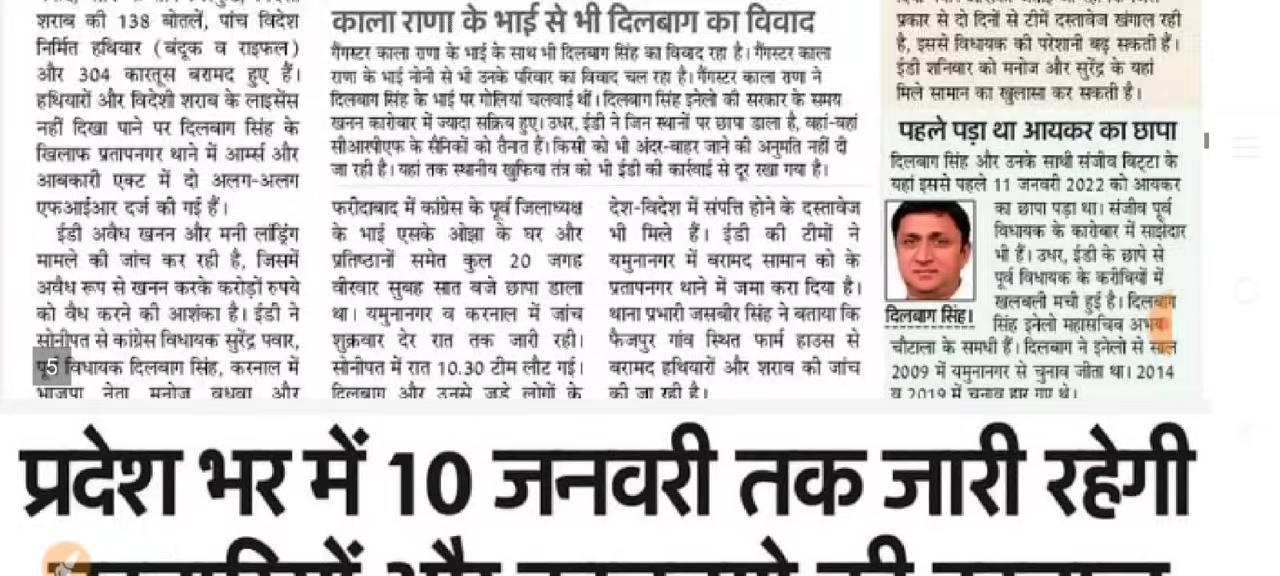 शराब की 138 बोतलें, पांच विदेश
निर्मित हथियार (बंदूक व राइफल)
और 304 कारतूस बरामद हुए हैं।
हथियारों और विदेशी शराब के लाइसेंस
नहीं दिखा पाने पर दिलबाग सिंह के
खिलाफ प्रतापनगर थाने में आर्म्स और
आबकारी एक्ट में दो अलग-अलग
एफआईआर दर्ज की गई हैं।
ईडी अवैध खनन और मनी लांड्रिंग
मामले की जांच कर रही है, जिसमें
अवैध रूप से खनन करके करोड़ों रुपये
को वैध करने की आशंका है। ईडी ने
सोनीपत से कांग्रेस विधायक सुरेंद्र पवार,
पूर्व विधायक दिलबाग सिंह, करनाल में
भाजपा नेता मनोज वधवा और
5
काला राणा के भाई से भी दिलबाग का विवाद
गैंगस्टर काला राणा के भाई के साथ भी दिलबाग सिंह का विवाद रहा है। गैंगस्टर काला
राणा के भाई नोनी से भी उनके परिवार का विवाद चल रहा है। गैंगस्टर काला राणा ने
दिलबाग सिंह के भाई पर गोलियां चलवाई थीं। दिलबाग सिंह इनेलो की सरकार के समय
खनन कारोबार में ज्यादा सक्रिय हुए। उधर, ईडी ने जिन स्थानों पर छापा डाला है, वहां-वहां
सीआरपीएफ के सैनिकों को तैनात हैं। किसी को भी अंदर-बाहर जाने की अनुमति नहीं दी
जा रही है। यहां तक स्थानीय खुफिया तंत्र को भी ईडी की कार्रवाई से दूर रखा गया है।
फरीदाबाद में कांग्रेस के पूर्व जिलाध्यक्ष
के भाई एसके ओझा के घर और
प्रतिष्ठानों समेत कुल 20 जगह
वीरवार सुबह सात बजे छापा डाला
था। यमुनानगर व करनाल में जांच
शुक्रवार देर रात तक जारी रही।
सोनीपत में रात 10.30 टीम लौट गई।
दिलबाग और उनसे जुड़े लोगों के
देश-विदेश में संपत्ति होने के दस्तावेज
भी मिले हैं। ईडी की टीमों ने
यमुनानगर में बरामद सामान को के
प्रतापनगर थाने में जमा करा दिया है।
थाना प्रभारी जसबीर सिंह ने बताया कि
फैजपुर गांव स्थित फार्म हाउस से
बरामद हथियारों और शराब की जांच
की जा रही है।
प्रकार से दो दिनों से टीमें दस्तावेज खंगाल रही
है, इससे विधायक की परेशानी बढ़ सकती हैं।
ईडी शनिवार को मनोज और सुरेंद्र के यहां
मिले सामान का खुलासा कर सकती है।
पहले पड़ा था आयकर का छापा
दिलबाग सिंह और उनके साथी संजीव बिट्टा के
यहां इससे पहले 11 जनवरी 2022 को आयकर
का छापा पड़ा था। संजीव पूर्व
विधायक के कारोबार में साझेदार
भी हैं। उधर, ईडी के छापे से
पूर्व विधायक के करीबियों में
खलबली मची हुई है। दिलबाग
सिंह इनेलो महासचिव अभय
चौटाला के समधी हैं। दिलबाग ने इनेलो से साल
2009 में यमुनानगर से चुनाव जीता था। 2014
व 2019 में चुनाव हार गए थे।
दिलबाग सिंह।
प्रदेश भर में 10 जनवरी तक जारी रहेगी